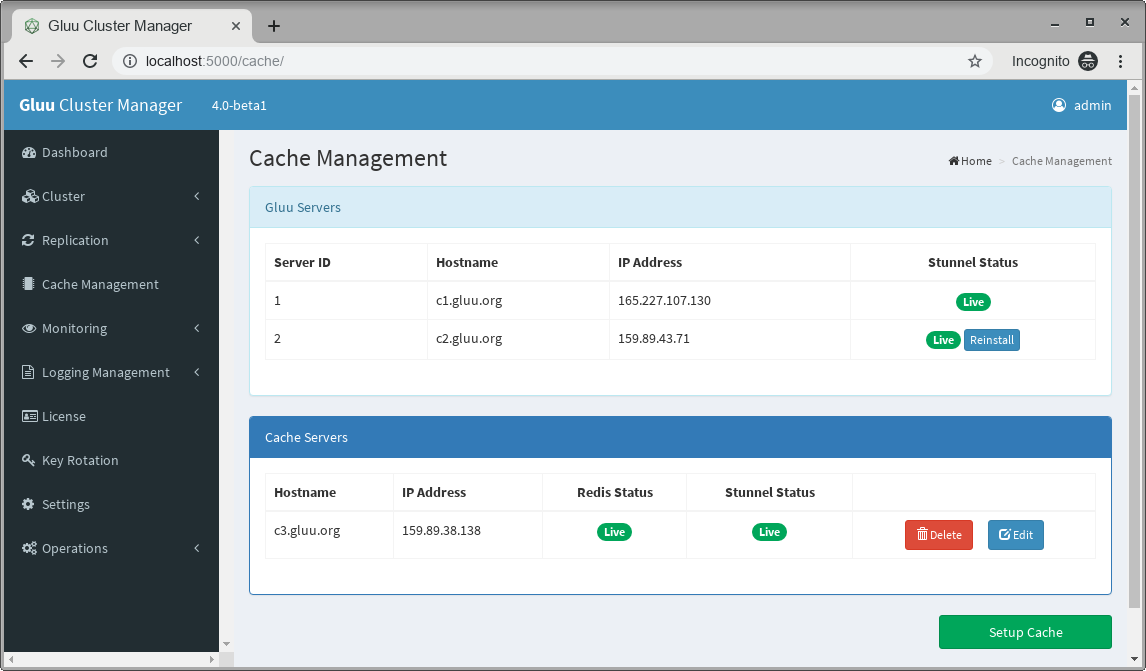 Gluu Cluster Manager
localhost:5000/cache/
Incognito
Gluu Cluster Manager 4.0-beta1 admin
Dashboard
Cluster
Replication
Cache Management
Monitoring
Logging Management
License
Key Rotation
Settings
Operations
Cache Management
Home > Cache Management
Gluu Servers
Server ID Hostname IP Address Stunnel Status
1 c1.gluu.org 165.227.107.130 Live
2 c2.gluu.org 159.89.43.71 Live Reinstall
Cache Servers
Hostname IP Address Redis Status Stunnel Status
c3.gluu.org 159.89.38.138 Live Live Delete Edit
Setup Cache